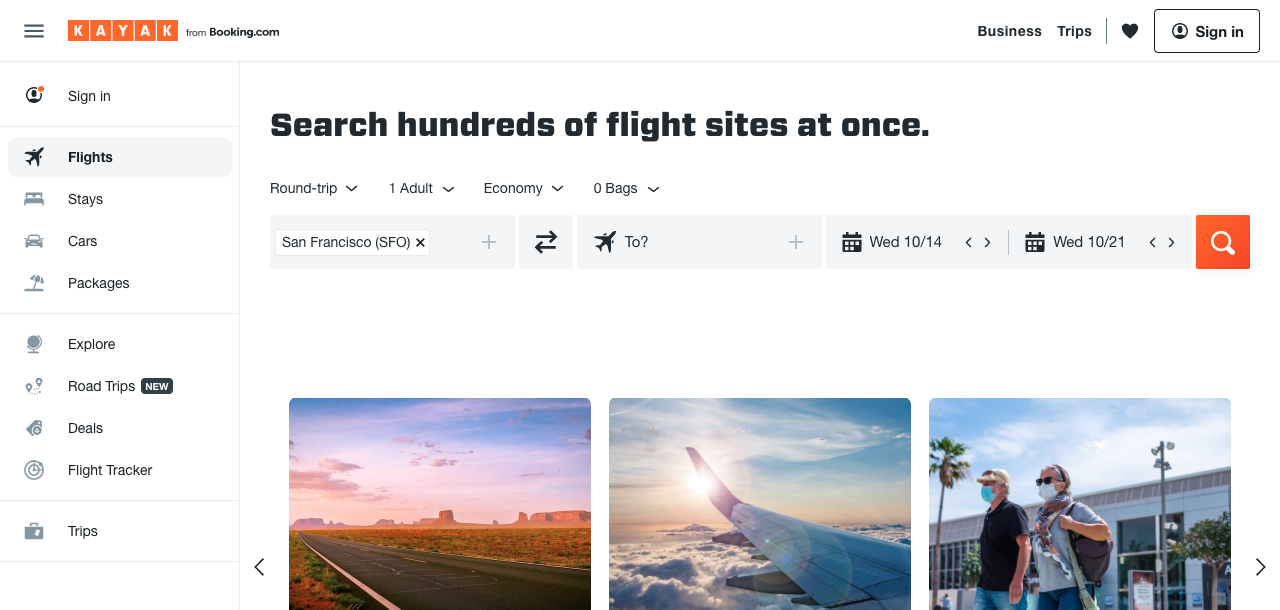 KAYAK from Booking.com
Business
Trips
Sign in
Sign in
Flights
Stays
Cars
Packages
Explore
Road Trips NEW
Deals
Flight Tracker
Trips
Search hundreds of flight sites at once.
Round-trip
1 Adult
Economy
0 Bags
San Francisco (SFO)
To?
Wed 10/14
Wed 10/21